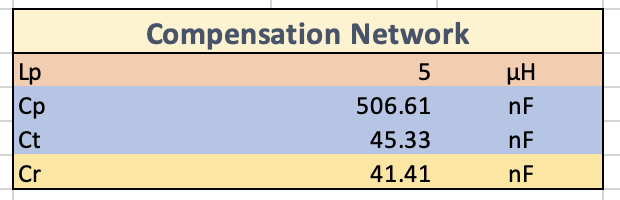 Compensation Network
Lp 5 μH
Cp 506.61 nF
Ct 45.33 nF
Cr 41.41 nF